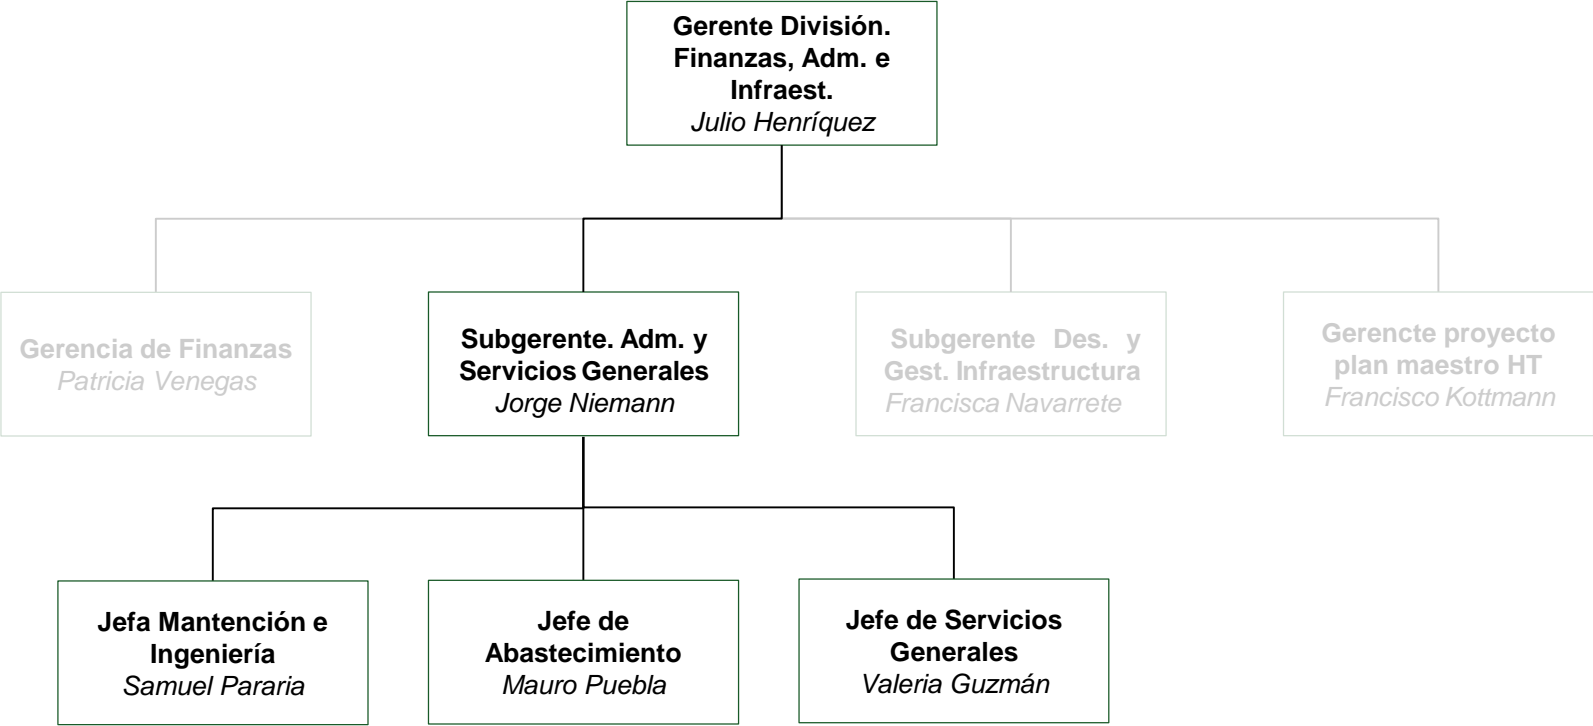 Gerente División.
Finanzas, Adm. e
Infraest.
Julio Henríquez
Gerencia de Finanzas
Patricia Venegas
Subgerente. Adm. y
Servicios Generales
Jorge Niemann
Subgerente Des. y
Gest. Infraestructura
Francisca Navarrete
Gerencte proyecto
plan maestro HT
Francisco Kottmann
Jefa Mantención e
Ingeniería
Samuel Pararia
Jefe de
Abastecimiento
Mauro Puebla
Jefe de Servicios
Generales
Valeria Guzmán